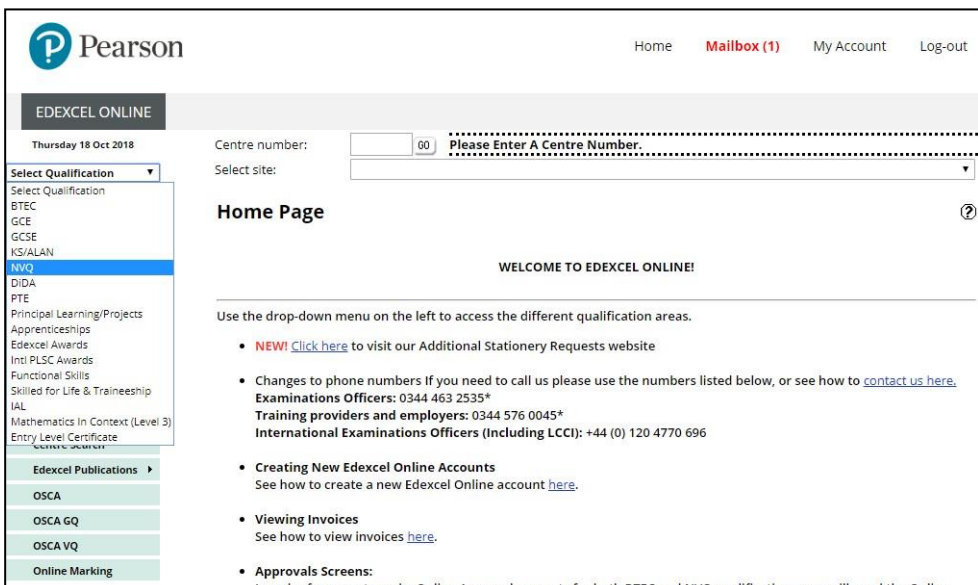 Pearson
Home Mailbox (1) My Account Log-out
EDEXCEL ONLINE
Thursday 18 Oct 2018
Centre number: GO Please Enter A Centre Number.
Select Qualification
Select site:
Select Qualification
BTEC
GCE
GCSE
KS/ALAN
NVQ
DiDA
PTE
Principal Learning/Projects
Apprenticeships
Edexcel Awards
Intl PLSC Awards
Functional Skills
Skilled for Life & Traineeship
IAL
Mathematics In Context (Level 3)
Entry Level Certificate
Centre Search
Edexcel Publications
OSCA
OSCA GQ
OSCA VQ
Online Marking
Home Page
WELCOME TO EDEXCEL ONLINE!
Use the drop-down menu on the left to access the different qualification areas.
• NEW! Click here to visit our Additional Stationery Requests website
• Changes to phone numbers If you need to call us please use the numbers listed below, or see how to contact us here.
Examinations Officers: 0344 463 2535*
Training providers and employers: 0344 576 0045*
International Examinations Officers (Including LCCI): +44 (0) 120 4770 696
• Creating New Edexcel Online Accounts
See how to create a new Edexcel Online account here.
• Viewing Invoices
See how to view invoices here.
• Approvals Screens: